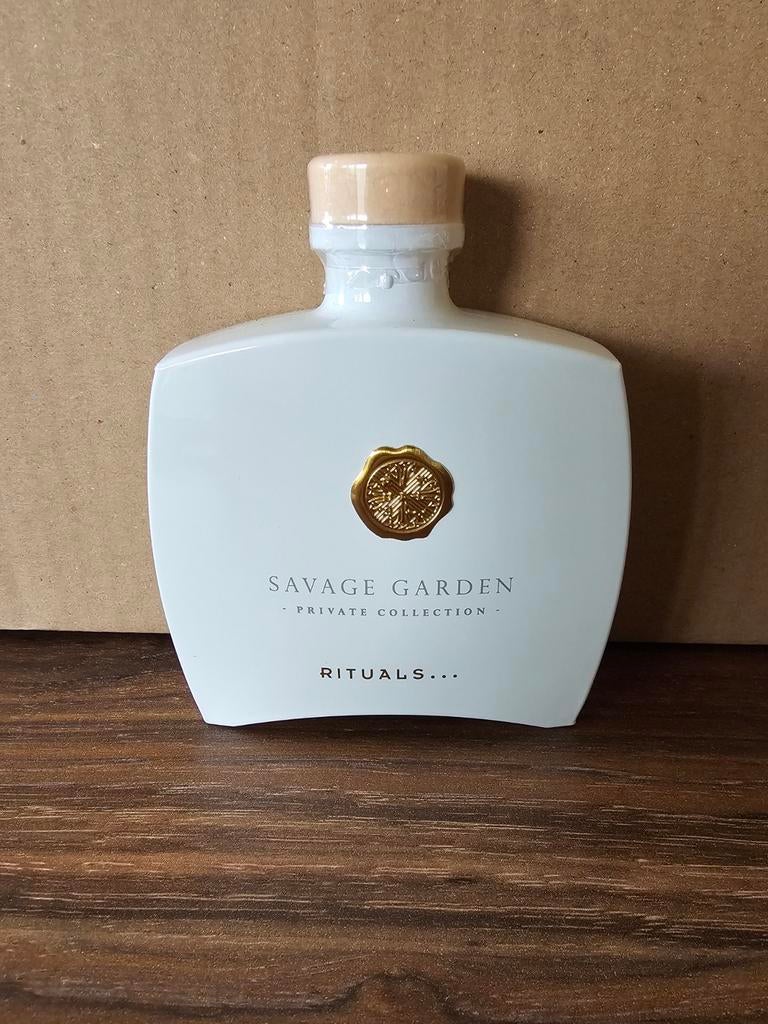 SAVAGE GARDEN
- PRIVATE COLLECTION -
RITUALS...